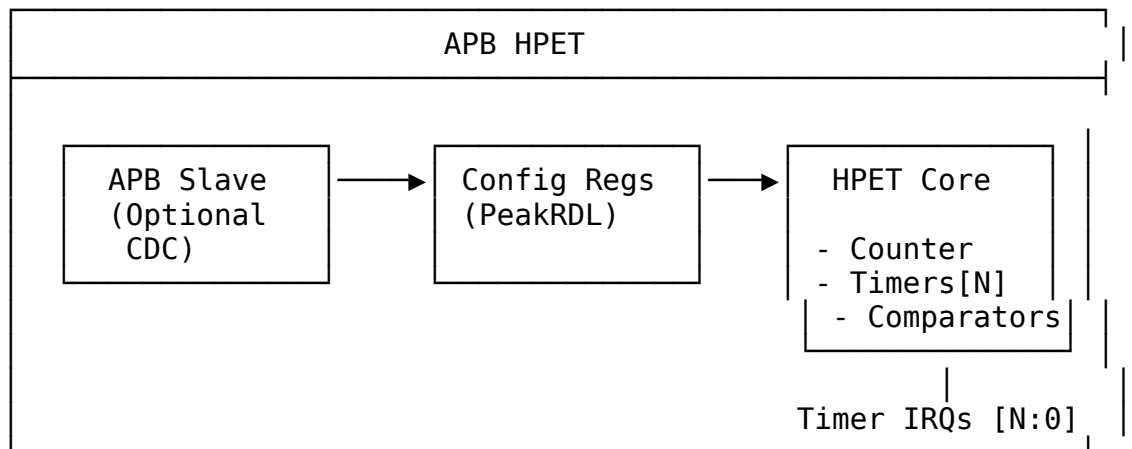 APB HPET
APB Slave
(Optional
CDC)
Config Regs
(PeakRDL)
HPET Core
- Counter
- Timers[N]
- Comparators
Timer IRQs [N:0]